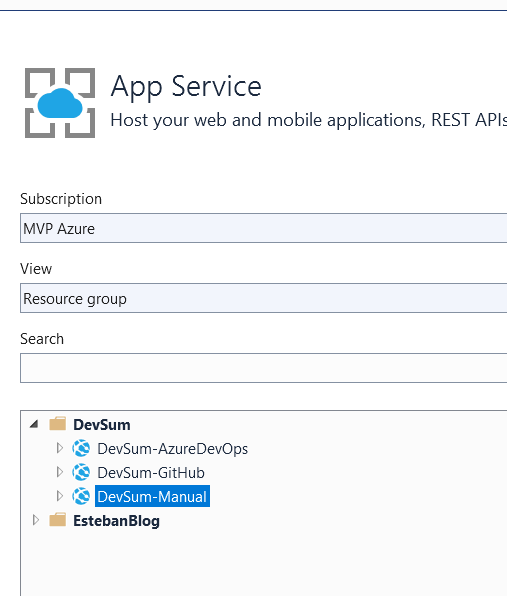 App Service
Host your web and mobile applications, REST APIs
Subscription
MVP Azure
View
Resource group
Search
DevSum
DevSum-AzureDevOps
DevSum-GitHub
DevSum-Manual
EstebanBlog